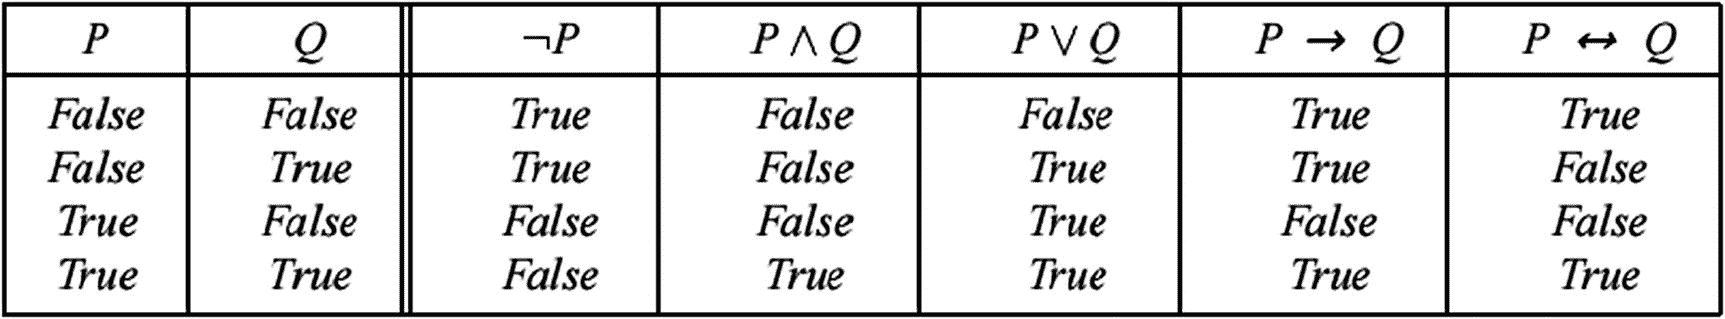 P Q ¬P P ∧ Q P ∨ Q P → Q P ↔ Q
False False True False False True True
False True True False True True False
True False False False True False False
True True False True True True True